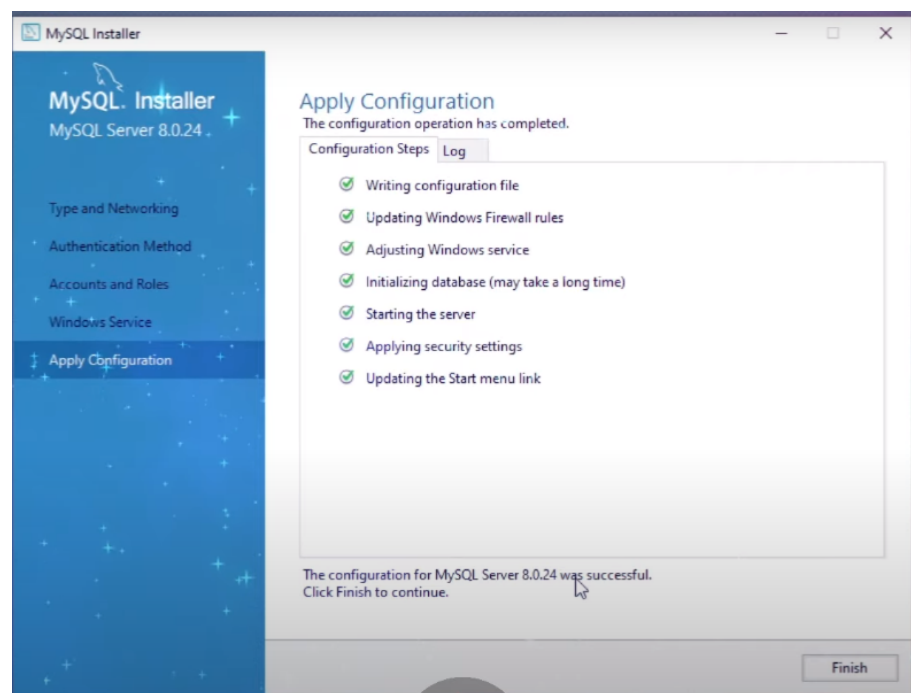 MySQL Installer
MySQL. Installer
MySQL Server 8.0.24
Type and Networking
Authentication Method
Accounts and Roles
Windows Service
Apply Configuration
Apply Configuration
The configuration operation has completed.
Configuration Steps
Log
Writing configuration file
Updating Windows Firewall rules
Adjusting Windows service
Initializing database (may take a long time)
Starting the server
Applying security settings
Updating the Start menu link
The configuration for MySQL Server 8.0.24 was successful.
Click Finish to continue.
Finish